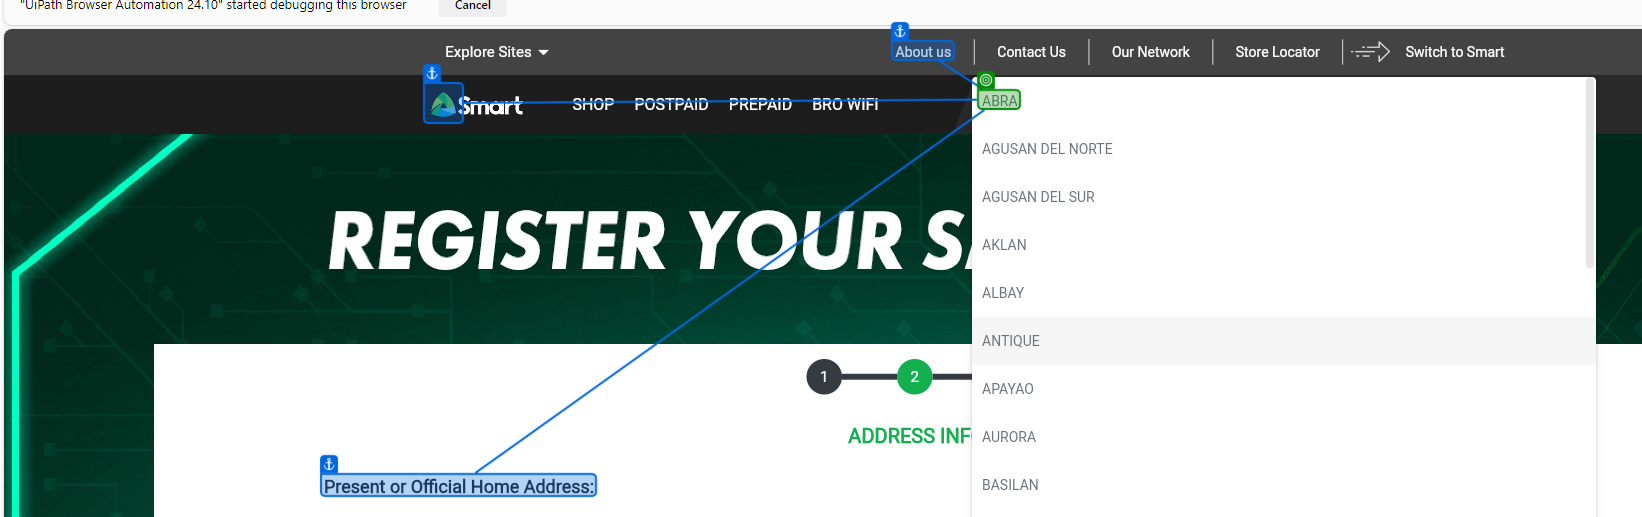 "UiPath Browser Automation 24.10" started debugging this browser Cancel
Explore Sites About us Contact Us Our Network Store Locator Switch to Smart
Smart SHOP POSTPAID PREPAID BRO WIFI
ABRA
AGUSAN DEL NORTE
AGUSAN DEL SUR
REGISTER YOUR S
AKLAN
ALBAY
ANTIQUE
1 2
APAYAO
ADDRESS INF
AURORA
Present or Official Home Address:
BASILAN